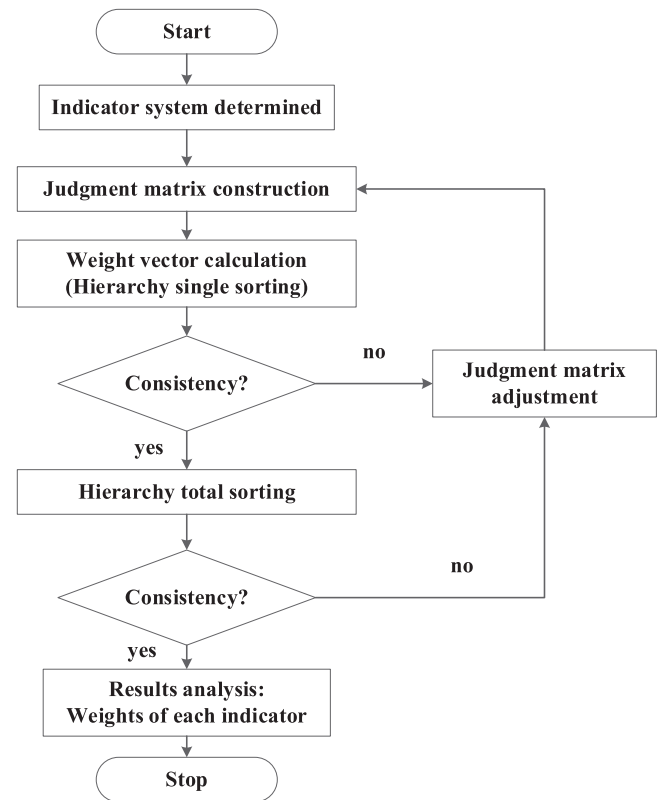 Start
Indicator system determined
Judgment matrix construction
Weight vector calculation
(Hierarchy single sorting)
Consistency?
no
Judgment matrix
adjustment
yes
Hierarchy total sorting
Consistency?
no
yes
Results analysis:
Weights of each indicator
Stop